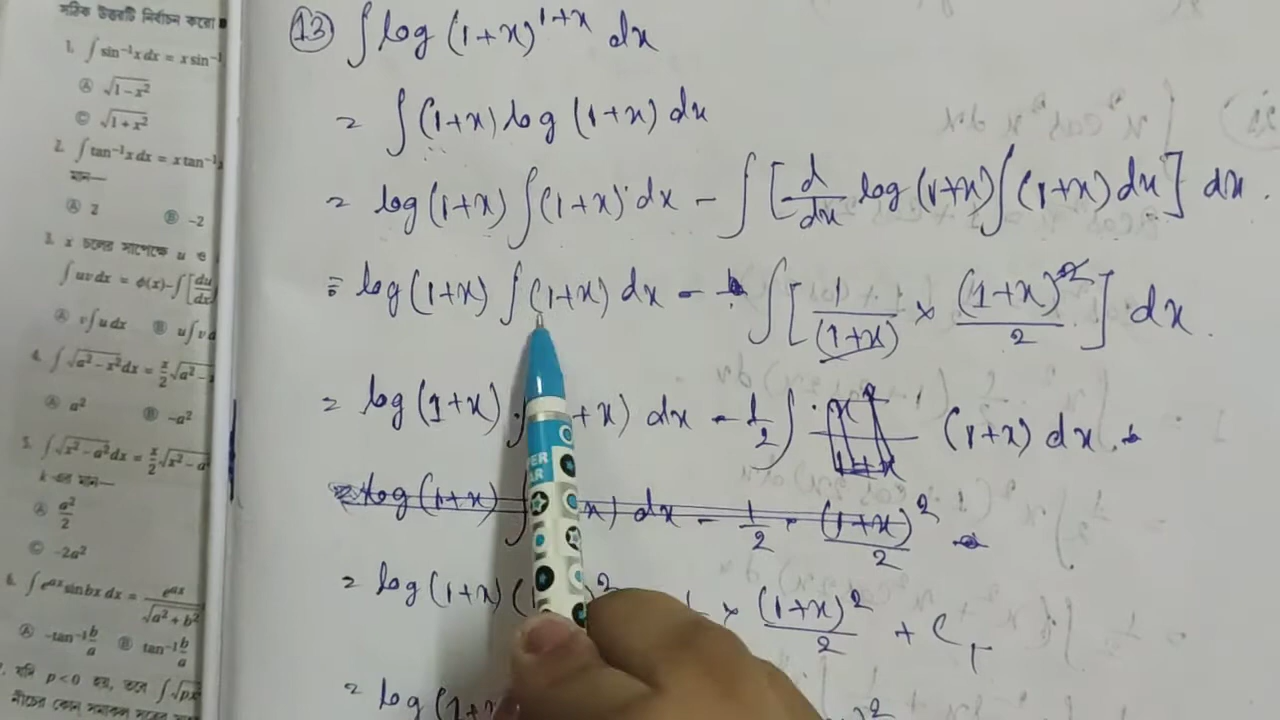 সঠিক উত্তরটি নির্বাচন করো
1. ∫ sin⁻¹x dx = x sin⁻¹
Ⓐ √(1−x²)
Ⓒ √(1+x²)
2. ∫ tan⁻¹x dx = x tan⁻¹
মান—
Ⓐ 2 Ⓑ −2
3. x চলের সাপেক্ষে u ও
∫ uv dx = ϕ(x) − ∫ [du/dx
Ⓐ v∫u dx Ⓑ u∫v
4. ∫ √(a²−x²) dx = x/2 √(a²−
Ⓐ a² Ⓑ −a²
5. ∫ √(x²−a²) dx = x/2 √(x²−a²)
k-এর মান—
Ⓐ a²/2
Ⓒ −2a²
6. ∫ e^(ax) sin bx dx = e^(ax)/√(a²+b²)
Ⓐ −tan⁻¹ b/a Ⓑ tan⁻¹ b/a
যদি p<0 হয়, তবে ∫ √px
নীচের কোন
⑬ ∫ log (1+x)^(1+x) dx
= ∫ (1+x) log (1+x) dx
= log (1+x) ∫ (1+x) dx − ∫ [d/dx log (1+x) ∫ (1+x) dx] dx.
= log (1+x) ∫ (1+x) dx − ∫ [1/(1+x) × (1+x)²/2] dx.
= log (1+x) ∫ +x) dx − 1/2 ∫ (1+x) dx.
= log (1+x) ∫ x) dx − 1/2 · (1+x)²/2
= log (1+x) (1 )² × (1+x)²/2 + C,
= log (1+x